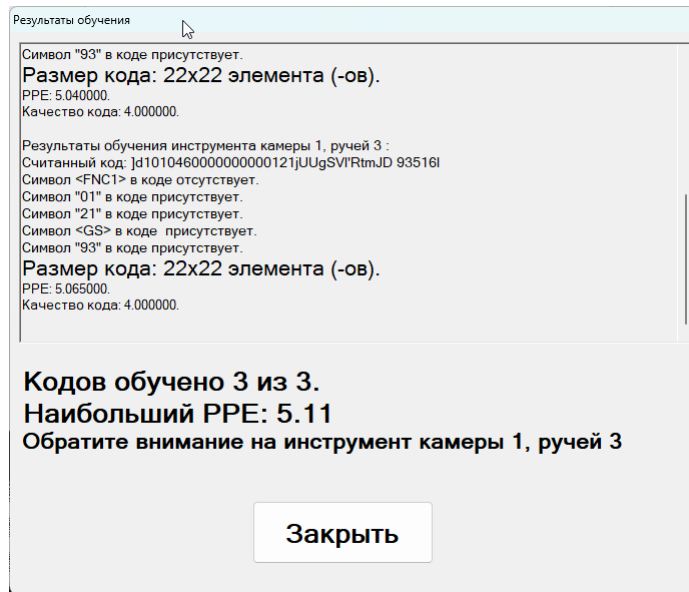 Результаты обучения
Символ "93" в коде присутствует.
Размер кода: 22x22 элемента (-ов).
PPE: 5.040000.
Качество кода: 4.000000.
Результаты обучения инструмента камеры 1, ручей 3 :
Считанный код: ]d1010460000000000121jUUgSVl'RtmJD 93516l
Символ <FNC1> в коде отсутствует.
Символ "01" в коде присутствует.
Символ "21" в коде присутствует.
Символ <GS> в коде  присутствует.
Символ "93" в коде присутствует.
Размер кода: 22x22 элемента (-ов).
PPE: 5.065000.
Качество кода: 4.000000.
Кодов обучено 3 из 3.
Наибольший PPE: 5.11
Обратите внимание на инструмент камеры 1, ручей 3
Закрыть